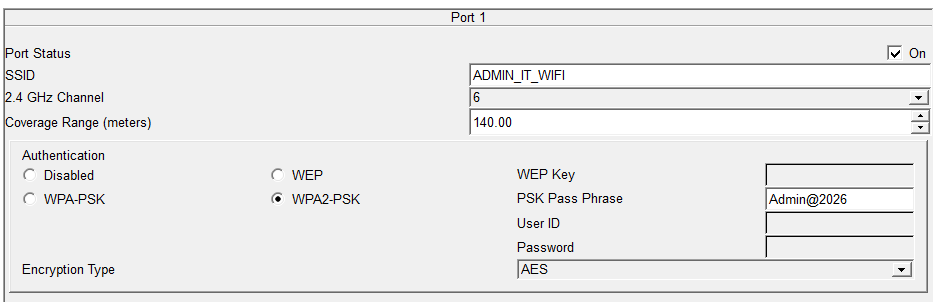 Port 1
Port Status On
SSID ADMIN_IT_WIFI
2.4 GHz Channel 6
Coverage Range (meters) 140.00
Authentication
Disabled WEP WEP Key
WPA-PSK WPA2-PSK PSK Pass Phrase Admin@2026
User ID
Password
Encryption Type AES